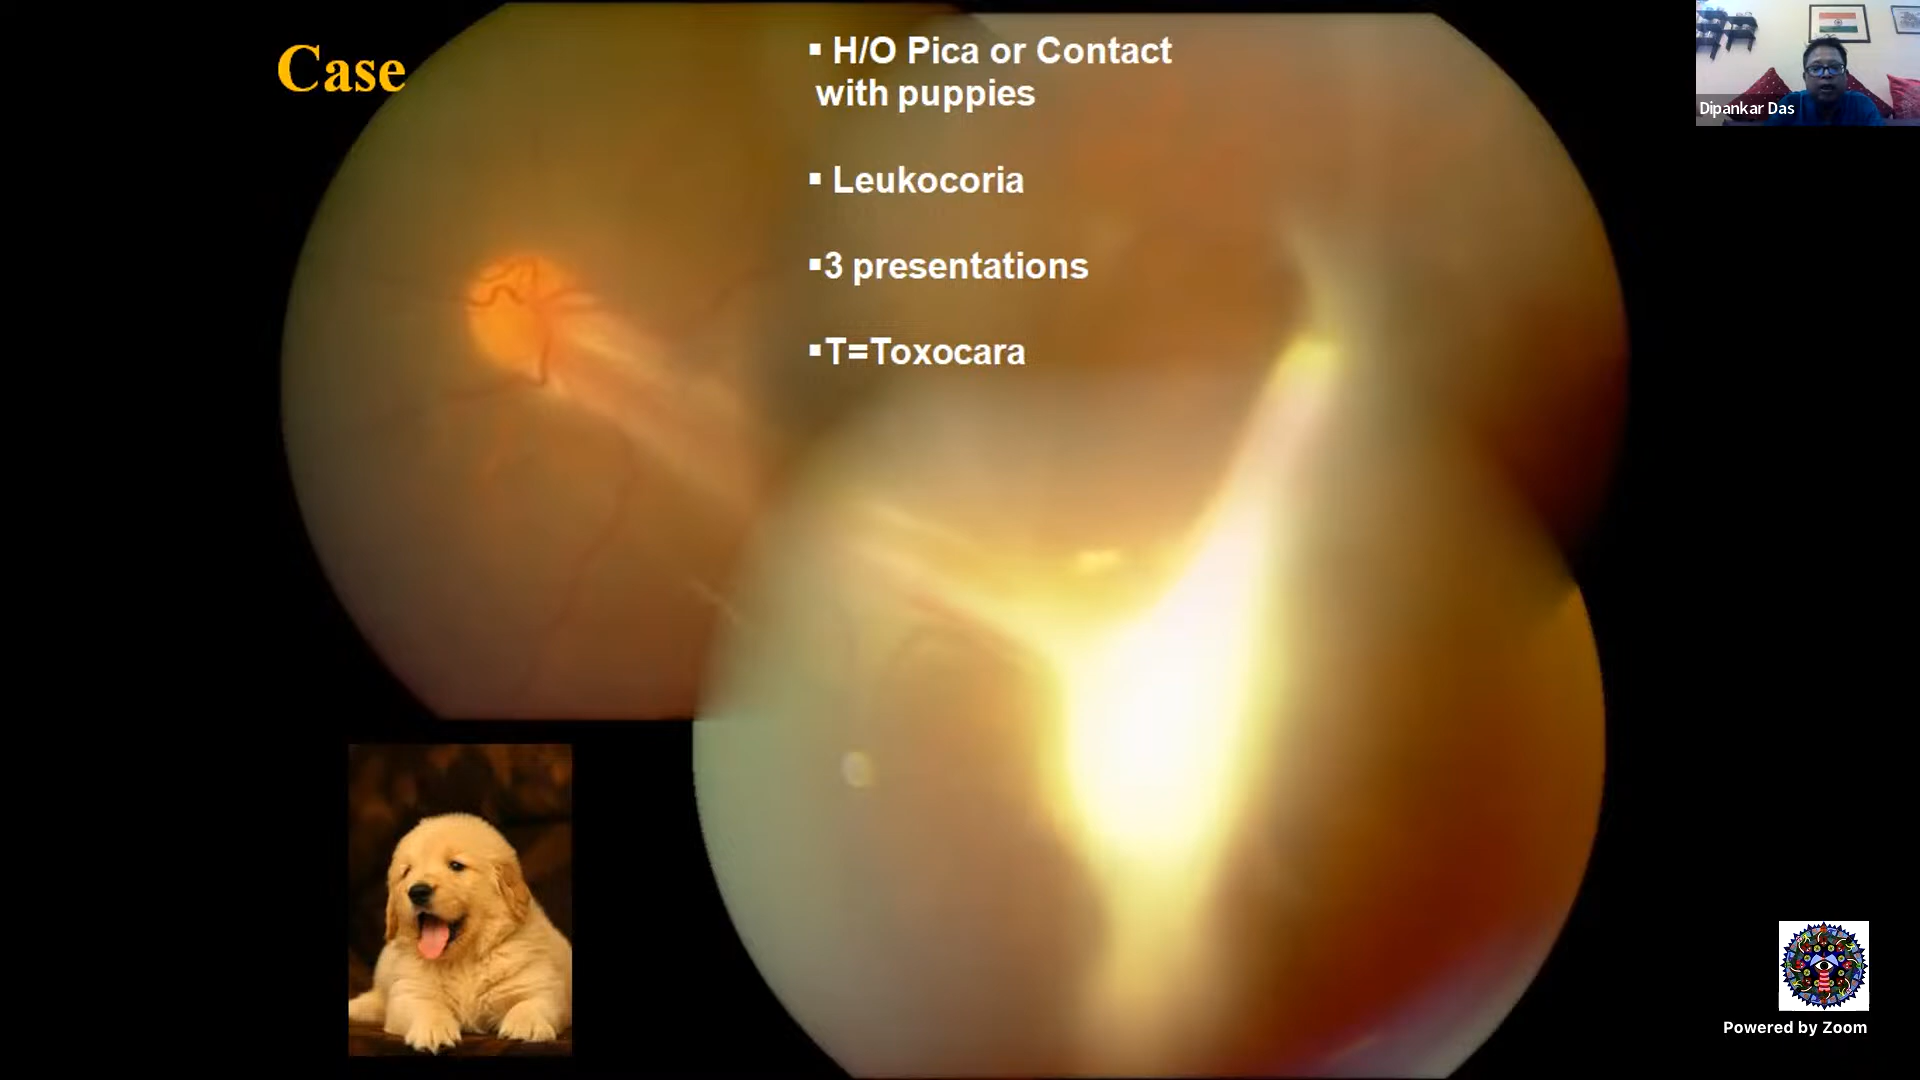 Case
▪ H/O Pica or Contact
with puppies
▪ Leukocoria
▪3 presentations
▪T=Toxocara
Dipankar Das
Powered by Zoom